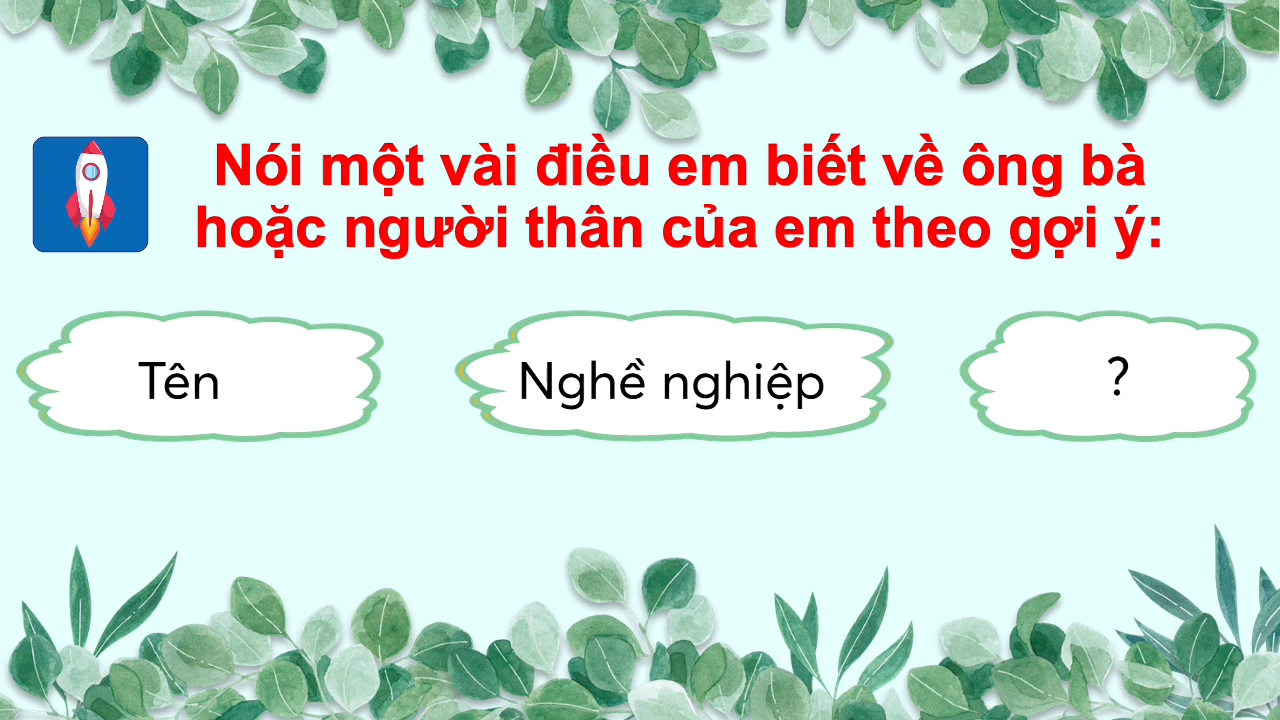 Nói một vài điều em biết về ông bà
hoặc người thân của em theo gợi ý:
Tên
Nghề nghiệp
?